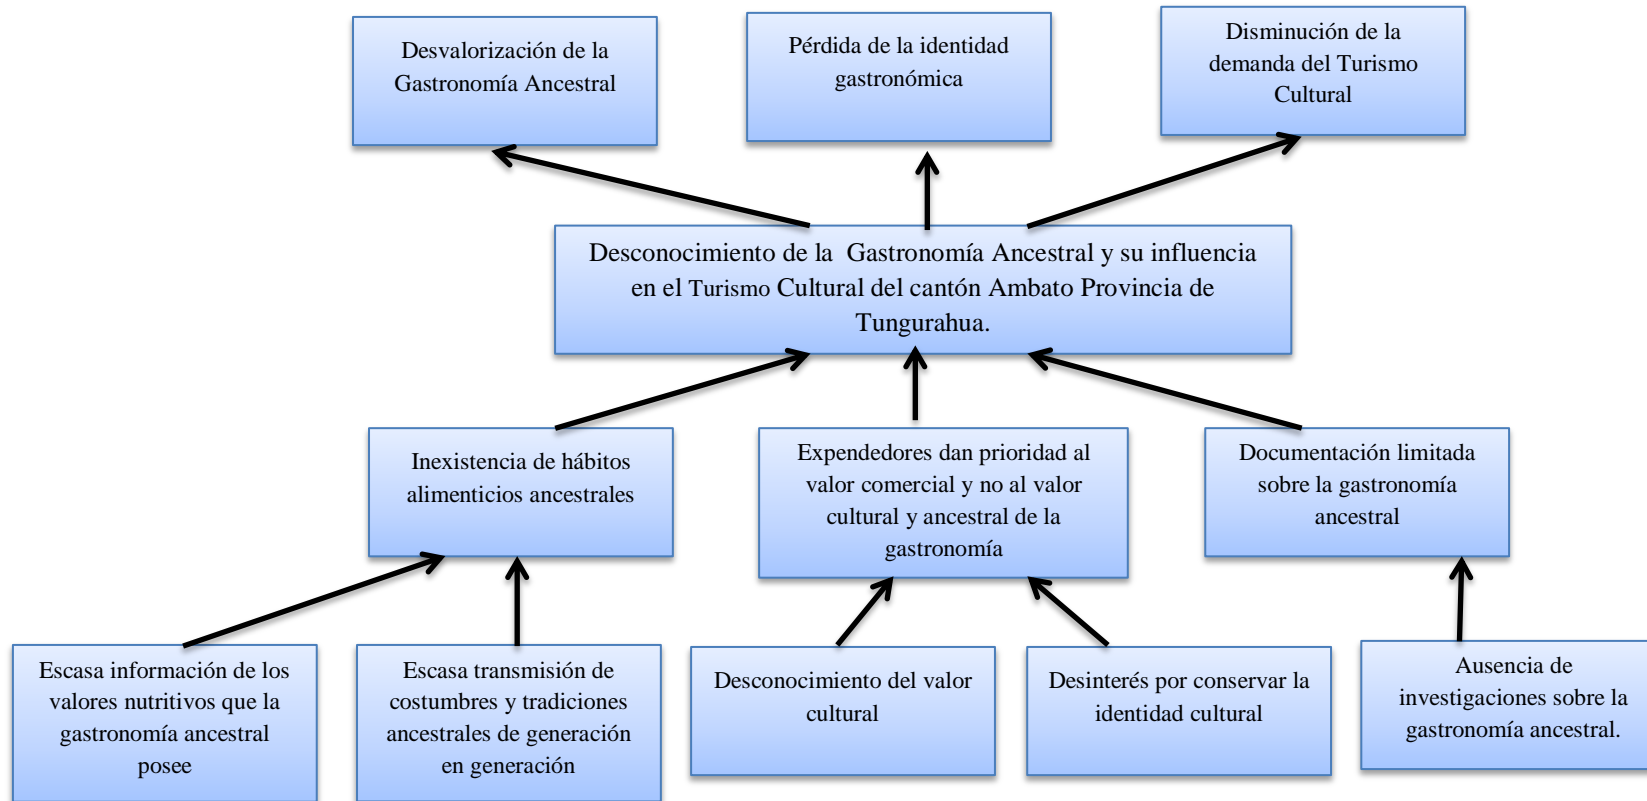 Desvalorización de la
Gastronomía Ancestral
Pérdida de la identidad
gastronómica
Disminución de la
demanda del Turismo
Cultural
Desconocimiento de la  Gastronomía Ancestral y su influencia
en el Turismo Cultural del cantón Ambato Provincia de
Tungurahua.
Inexistencia de hábitos
alimenticios ancestrales
Expendedores dan prioridad al
valor comercial y no al valor
cultural y ancestral de la
gastronomía
Documentación limitada
sobre la gastronomía
ancestral
Escasa información de los
valores nutritivos que la
gastronomía ancestral
posee
Escasa transmisión de
costumbres y tradiciones
ancestrales de generación
en generación
Desconocimiento del valor
cultural
Desinterés por conservar la
identidad cultural
Ausencia de
investigaciones sobre la
gastronomía ancestral.